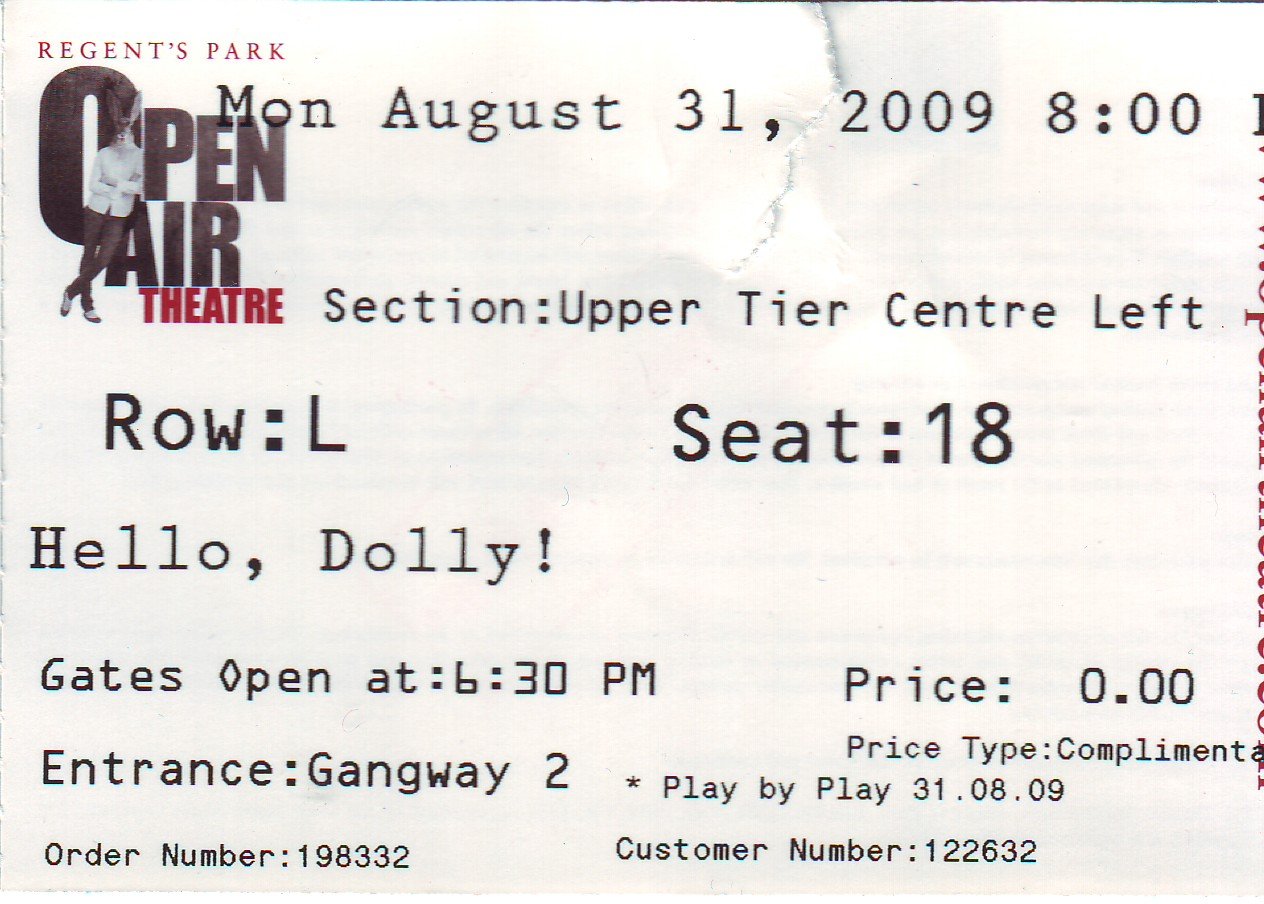 REGENT'S PARK
OPEN
AIR
THEATRE
Mon August 31, 2009 8:00
Section:Upper Tier Centre Left
Row:L Seat:18
Hello, Dolly!
Gates Open at:6:30 PM Price: 0.00
Entrance:Gangway 2 Price Type:Complimenta
* Play by Play 31.08.09
Order Number:198332 Customer Number:122632